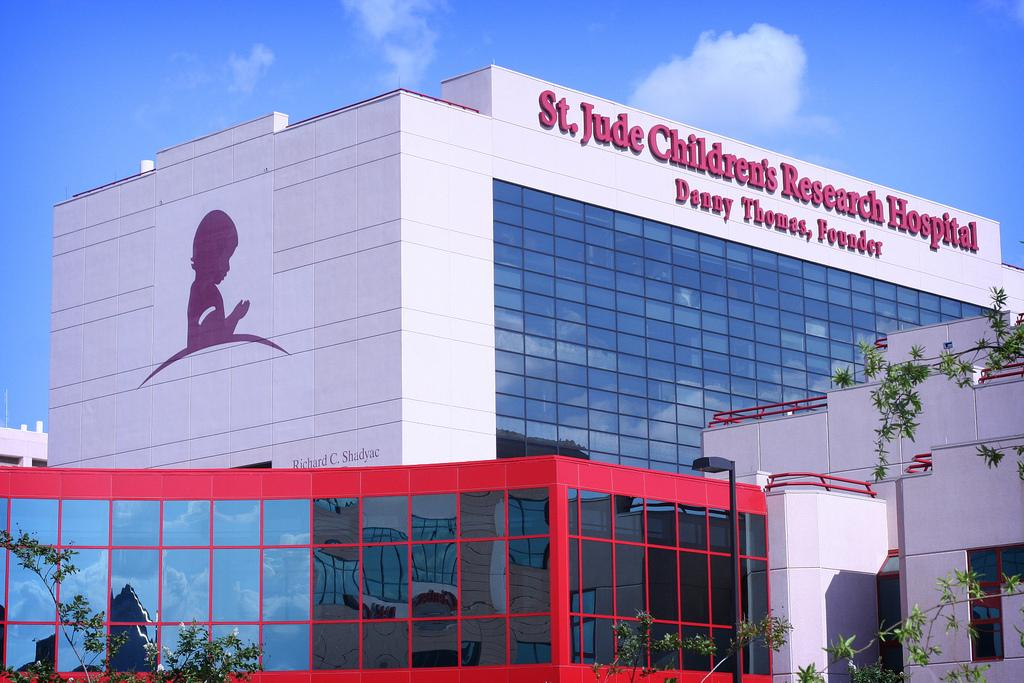 St. Jude Children's Research Hospital
Danny Thomas, Founder
Richard C. Shadyac